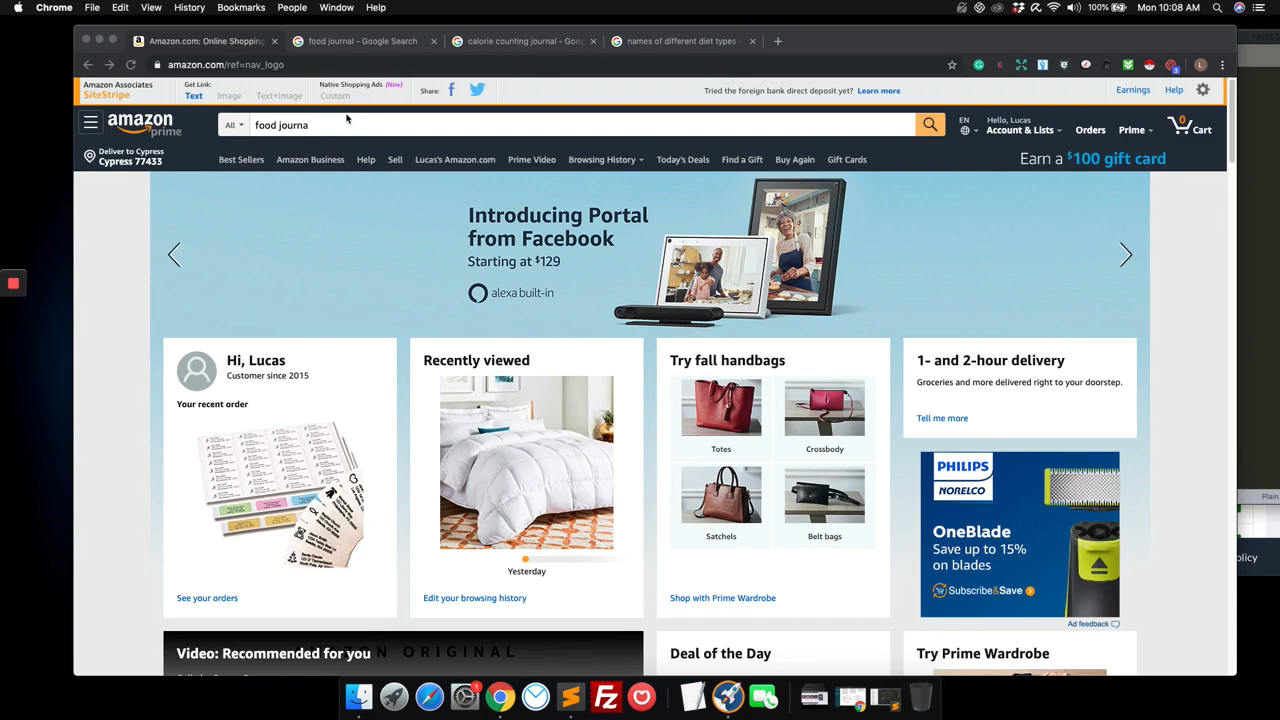 Chrome File Edit View History Bookmarks People Window Help 100% Mon 10:08 AM
Amazon.com: Online Shopping food journal - Google Search calorie counting journal - Goog names of different diet types -
amazon.com/ref=nav_logo
Amazon Associates
SiteStripe
Get Link:
Text Image Text+Image
Native Shopping Ads (New)
Custom
Share:
Tried the foreign bank direct deposit yet? Learn more
Earnings Help
amazon
prime
All food journa
EN
Hello, Lucas
Account & Lists
Orders Prime 0 Cart
Deliver to Cypress
Cypress 77433
Best Sellers Amazon Business Help Sell Lucas's Amazon.com Prime Video Browsing History Today's Deals Find a Gift Buy Again Gift Cards
Earn a $100 gift card
Introducing Portal
from Facebook
Starting at $129
alexa built-in
Hi, Lucas
Customer since 2015
Your recent order
See your orders
Recently viewed
Yesterday
Edit your browsing history
Try fall handbags
Totes Crossbody
Satchels Belt bags
Shop with Prime Wardrobe
1- and 2-hour delivery
Groceries and more delivered right to your doorstep.
Tell me more
PHILIPS
NORELCO
OneBlade
Save up to 15%
on blades
Subscribe&Save
Ad feedback
Video: Recommended for you
ON ORIGINAL
Deal of the Day
Try Prime Wardrobe
Plain
olicy